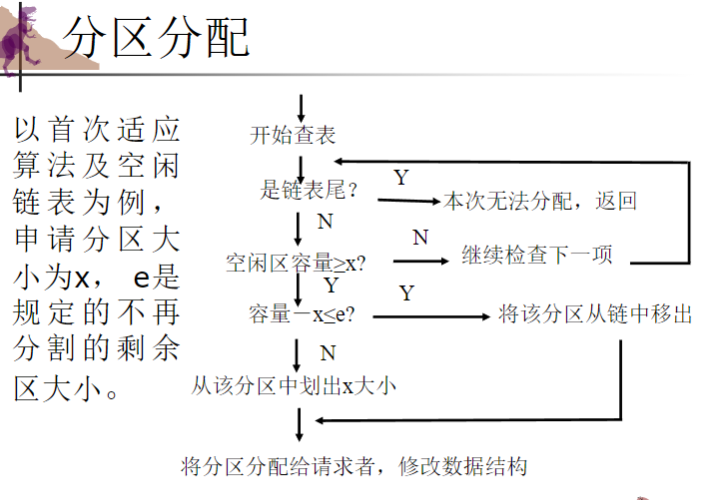 分区分配
以首次适应
算法及空闲
链表为例，
申请分区大
小为x， e是
规定的不再
分割的剩余
区大小。
开始查表
是链表尾？
Y
本次无法分配，返回
N
空闲区容量≥x?
N
继续检查下一项
Y
容量－x≤e?
Y
将该分区从链中移出
N
从该分区中划出x大小
将分区分配给请求者，修改数据结构